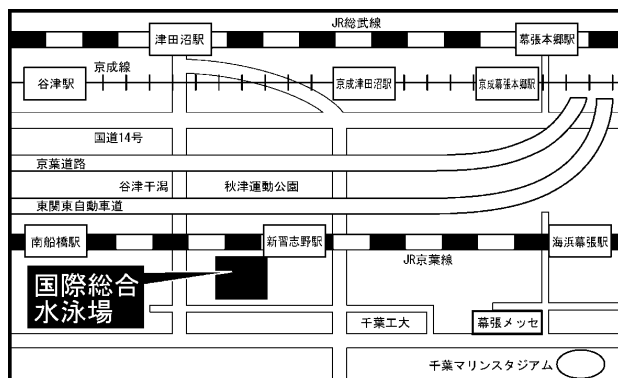 JR総武線
津田沼駅
幕張本郷駅
京成線
谷津駅
京成津田沼駅
京成幕張本郷駅
国道14号
京葉道路
谷津干潟
秋津運動公園
東関東自動車道
南船橋駅
新習志野駅
海浜幕張駅
JR京葉線
国際総合
水泳場
千葉工大
幕張メッセ
千葉マリンスタジアム